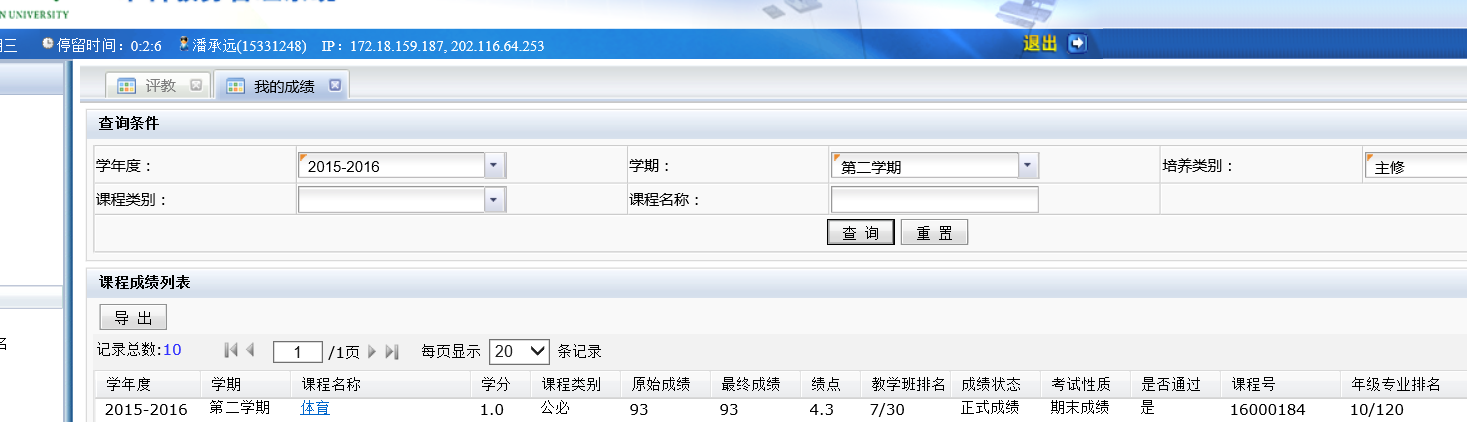 N UNIVERSITY
三 停留时间：0:2:6 潘承远(15331248) IP：172.18.159.187, 202.116.64.253 退出
评教 我的成绩
查询条件
学年度： 2015-2016 学期： 第二学期 培养类别： 主修
课程类别： 课程名称：
查 询 重 置
课程成绩列表
导 出
名
记录总数:10 1 /1页 每页显示 20 条记录
学年度 学期 课程名称 学分 课程类别 原始成绩 最终成绩 绩点 教学班排名 成绩状态 考试性质 是否通过 课程号 年级专业排名
2015-2016 第二学期 体育 1.0 公必 93 93 4.3 7/30 正式成绩 期末成绩 是 16000184 10/120